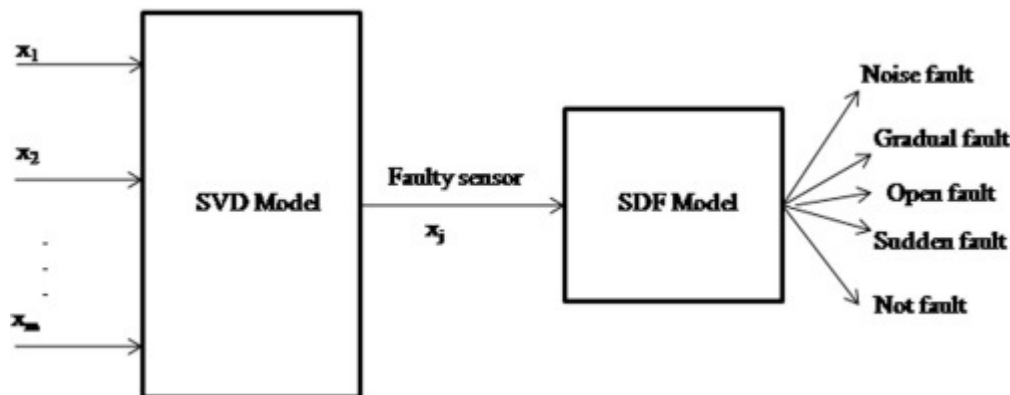 x1
x2
xm
SVD Model
Faulty sensor
xj
SDF Model
Noise fault
Gradual fault
Open fault
Sudden fault
Not fault